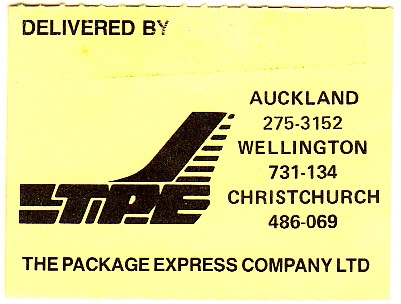 DELIVERED BY
AUCKLAND
275-3152
WELLINGTON
731-134
CHRISTCHURCH
486-069
TPE
THE PACKAGE EXPRESS COMPANY LTD